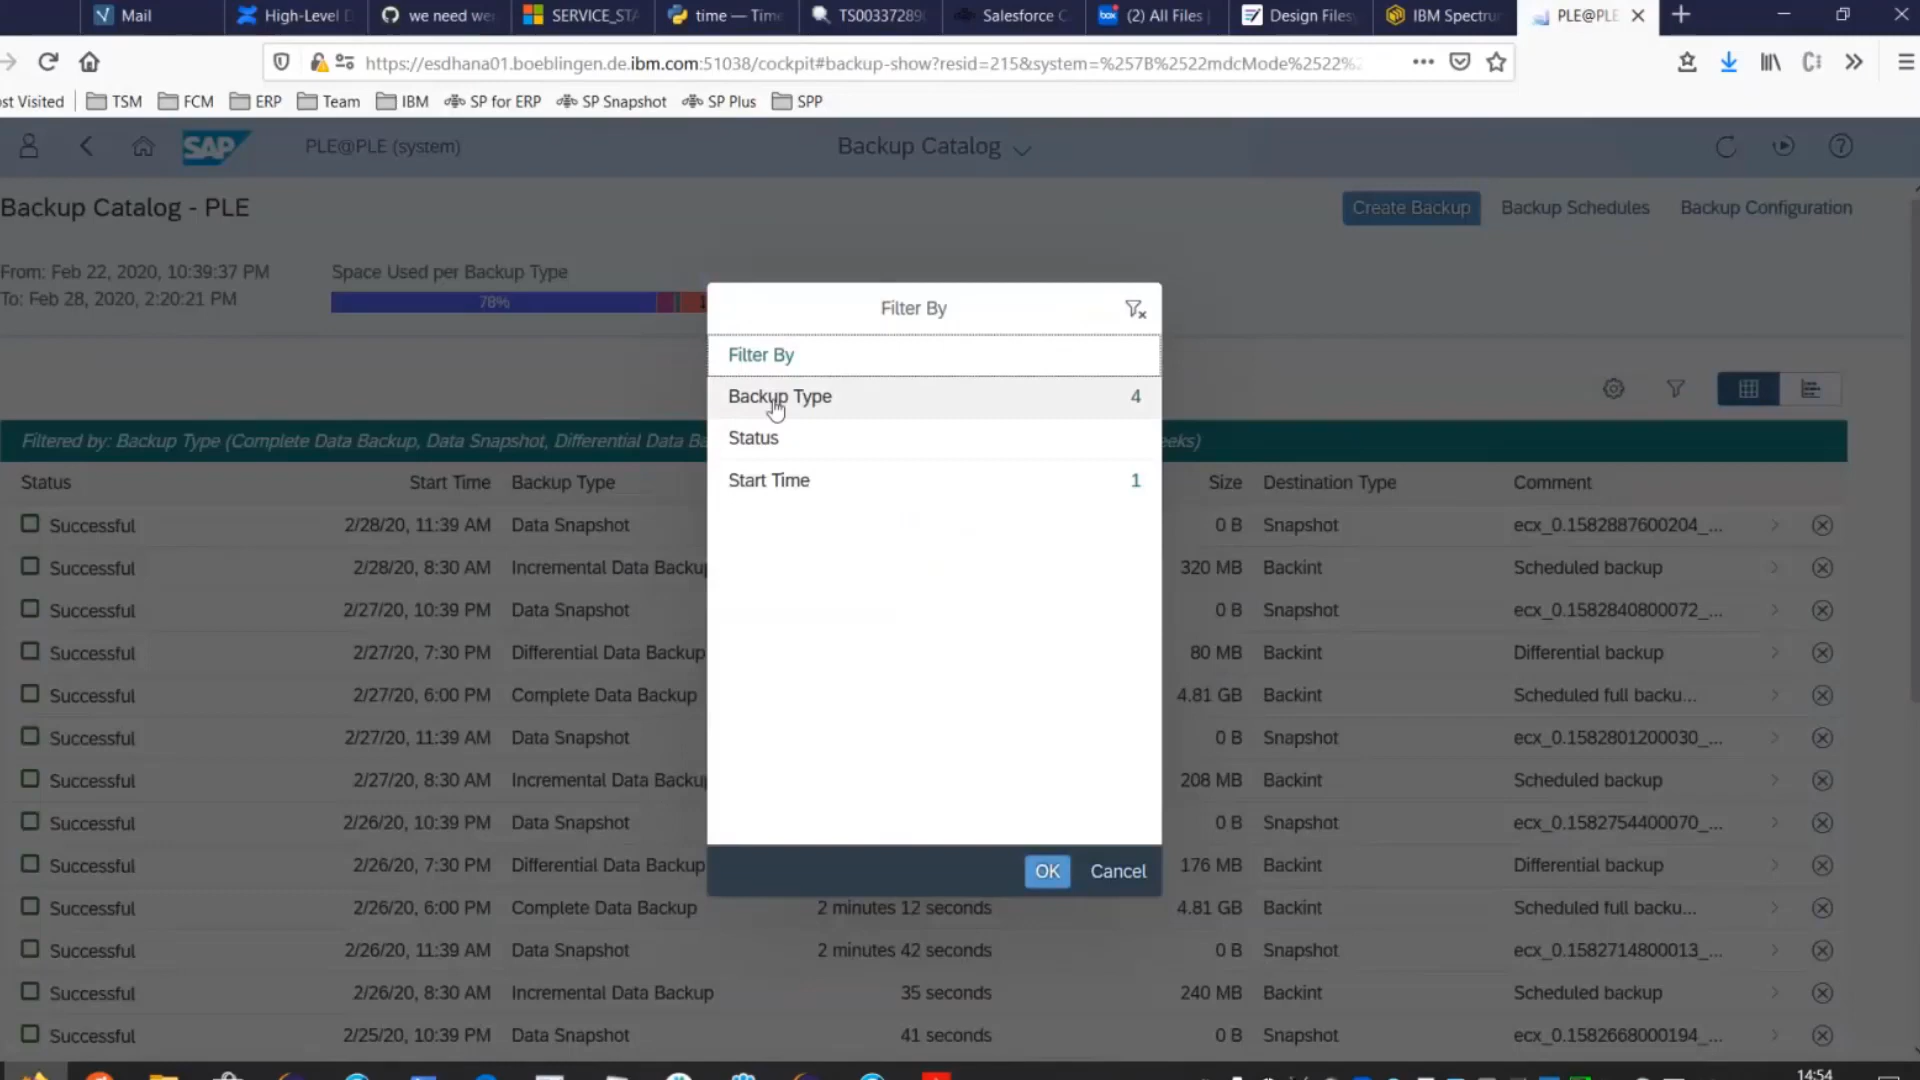 Mail
High-Level D
we need we
SERVICE_STA
time — Time
TS00337289
Salesforce C
(2) All Files
Design Files
IBM Spectru
PLE@PLE
https://esdhana01.boeblingen.de.ibm.com:51038/cockpit#backup-show?resid=215&system=%257B%2522mdcMode%2522%2
st Visited TSM FCM ERP Team IBM SP for ERP SP Snapshot SP Plus SPP
SAP PLE@PLE (system) Backup Catalog
Backup Catalog - PLE Create Backup Backup Schedules Backup Configuration
From: Feb 22, 2020, 10:39:37 PM Space Used per Backup Type
To: Feb 28, 2020, 2:20:21 PM 78% 1
Filter By
Filter By
Backup Type 4
Status
Start Time 1
OK Cancel
Filtered by: Backup Type (Complete Data Backup, Data Snapshot, Differential Data B eeks)
Status Start Time Backup Type Size Destination Type Comment
Successful 2/28/20, 11:39 AM Data Snapshot 0 B Snapshot ecx_0.1582887600204_...
Successful 2/28/20, 8:30 AM Incremental Data Backup 320 MB Backint Scheduled backup
Successful 2/27/20, 10:39 PM Data Snapshot 0 B Snapshot ecx_0.1582840800072_...
Successful 2/27/20, 7:30 PM Differential Data Backup 80 MB Backint Differential backup
Successful 2/27/20, 6:00 PM Complete Data Backup 4.81 GB Backint Scheduled full backu...
Successful 2/27/20, 11:39 AM Data Snapshot 0 B Snapshot ecx_0.1582801200030_...
Successful 2/27/20, 8:30 AM Incremental Data Backup 208 MB Backint Scheduled backup
Successful 2/26/20, 10:39 PM Data Snapshot 0 B Snapshot ecx_0.1582754400070_...
Successful 2/26/20, 7:30 PM Differential Data Backup 176 MB Backint Differential backup
Successful 2/26/20, 6:00 PM Complete Data Backup 2 minutes 12 seconds 4.81 GB Backint Scheduled full backu...
Successful 2/26/20, 11:39 AM Data Snapshot 2 minutes 42 seconds 0 B Snapshot ecx_0.1582714800013_...
Successful 2/26/20, 8:30 AM Incremental Data Backup 35 seconds 240 MB Backint Scheduled backup
Successful 2/25/20, 10:39 PM Data Snapshot 41 seconds 0 B Snapshot ecx_0.1582668000194_...
14:54